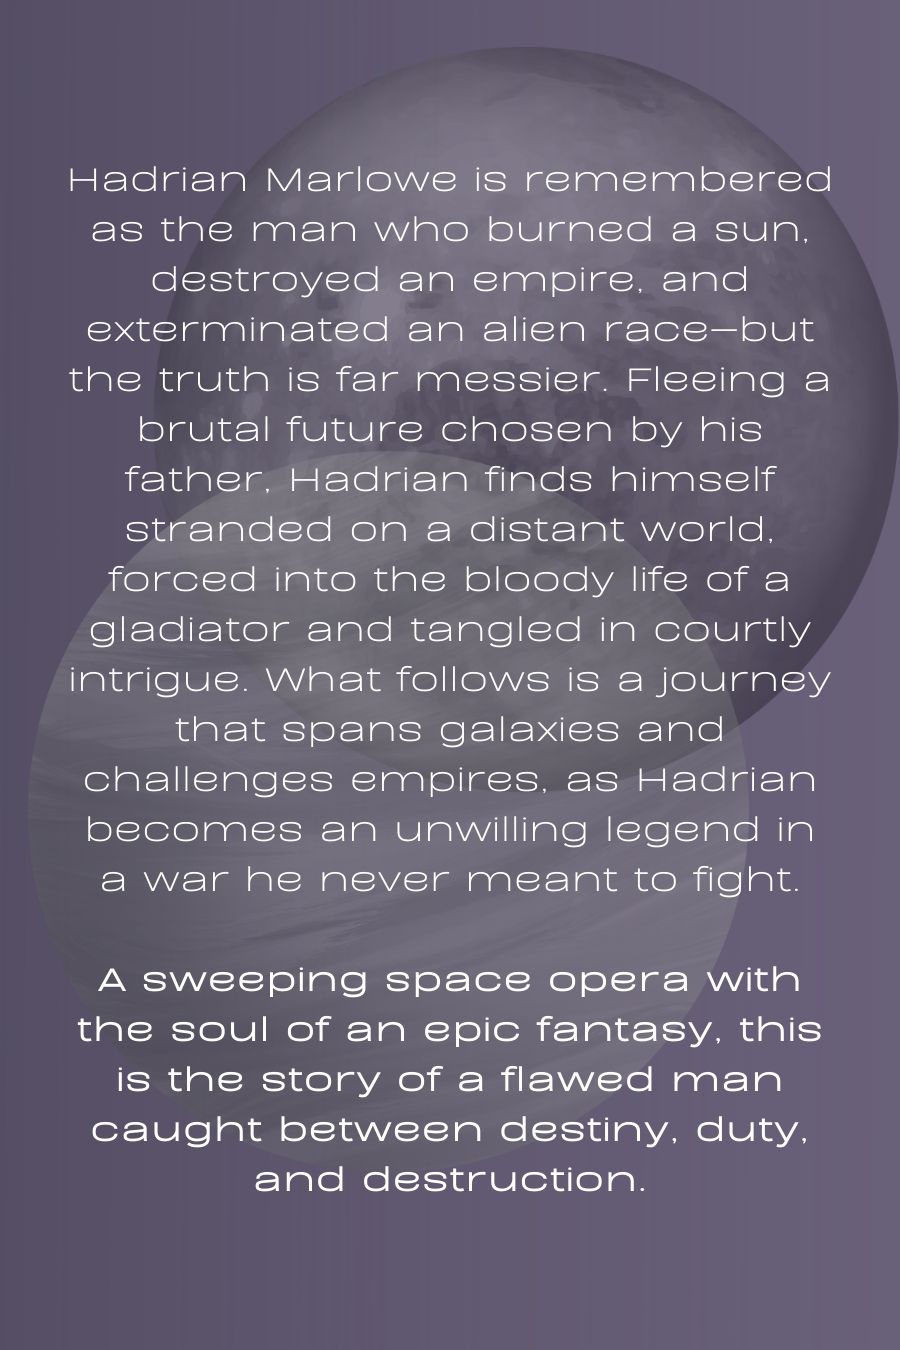 Hadrian Marlowe is remembered
as the man who burned a sun,
destroyed an empire, and
exterminated an alien race—but
the truth is far messier. Fleeing a
brutal future chosen by his
father, Hadrian finds himself
stranded on a distant world,
forced into the bloody life of a
gladiator and tangled in courtly
intrigue. What follows is a journey
that spans galaxies and
challenges empires, as Hadrian
becomes an unwilling legend in
a war he never meant to fight.
A sweeping space opera with
the soul of an epic fantasy, this
is the story of a flawed man
caught between destiny, duty,
and destruction.